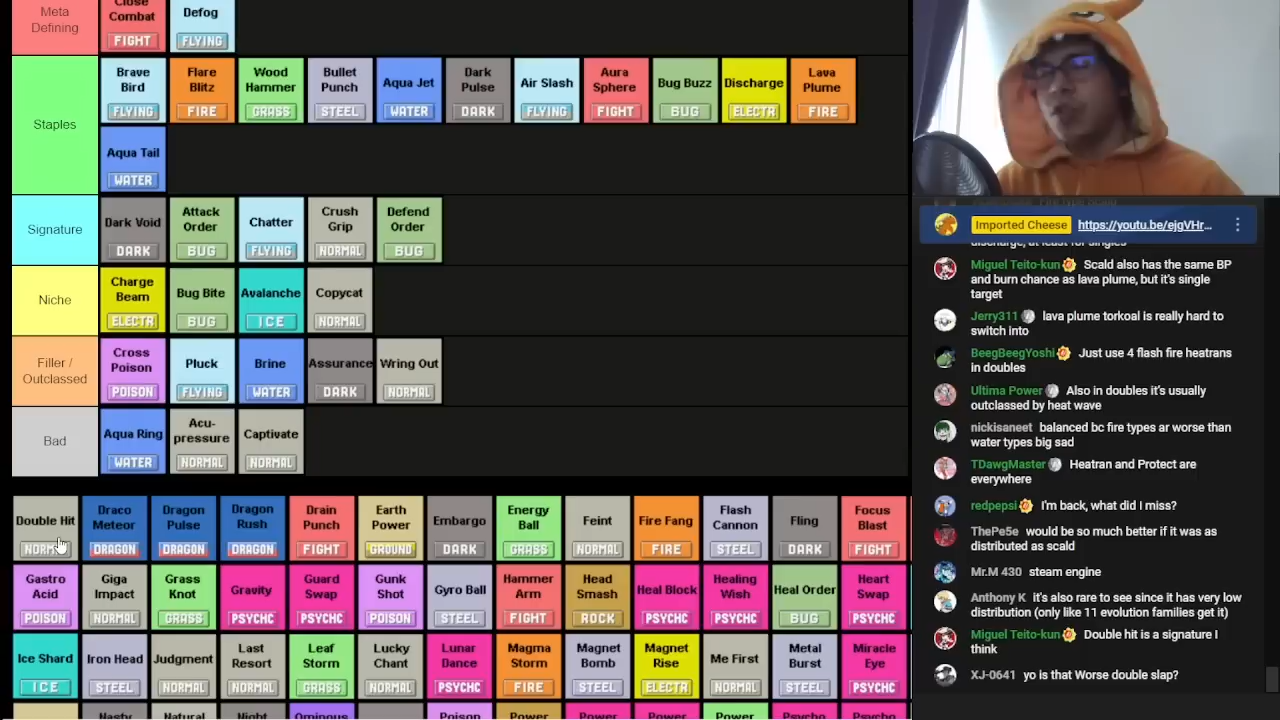 Meta
Defining
Close
Combat
FIGHT
Defog
FLYING
Staples
Brave
Bird
FLYING
Flare
Blitz
FIRE
Wood
Hammer
GRASS
Bullet
Punch
STEEL
Aqua Jet
WATER
Dark
Pulse
DARK
Air Slash
FLYING
Aura
Sphere
FIGHT
Bug Buzz
BUG
Discharge
ELECTR
Lava
Plume
FIRE
Aqua Tail
WATER
Signature
Dark Void
DARK
Attack
Order
BUG
Chatter
FLYING
Crush
Grip
NORMAL
Defend
Order
BUG
Niche
Charge
Beam
ELECTR
Bug Bite
BUG
Avalanche
ICE
Copycat
NORMAL
Filler /
Outclassed
Cross
Poison
POISON
Pluck
FLYING
Brine
WATER
Assurance
DARK
Wring Out
NORMAL
Bad
Aqua Ring
WATER
Acu-
pressure
NORMAL
Captivate
NORMAL
Double Hit
NORMAL
Draco
Meteor
DRAGON
Dragon
Pulse
DRAGON
Dragon
Rush
DRAGON
Drain
Punch
FIGHT
Earth
Power
GROUND
Embargo
DARK
Energy
Ball
GRASS
Feint
NORMAL
Fire Fang
FIRE
Flash
Cannon
STEEL
Fling
DARK
Focus
Blast
FIGHT
Gastro
Acid
POISON
Giga
Impact
NORMAL
Grass
Knot
GRASS
Gravity
PSYCHC
Guard
Swap
PSYCHC
Gunk
Shot
POISON
Gyro Ball
STEEL
Hammer
Arm
FIGHT
Head
Smash
ROCK
Heal Block
PSYCHC
Healing
Wish
PSYCHC
Heal Order
BUG
Heart
Swap
PSYCHC
Ice Shard
ICE
Iron Head
STEEL
Judgment
NORMAL
Last
Resort
NORMAL
Leaf
Storm
GRASS
Lucky
Chant
NORMAL
Lunar
Dance
PSYCHC
Magma
Storm
FIRE
Magnet
Bomb
STEEL
Magnet
Rise
ELECTR
Me First
NORMAL
Metal
Burst
STEEL
Miracle
Eye
PSYCHC
Nasty
Natural
Night
Ominous
Poison
Power
Power
Power
Psycho
Psycho
Imported Cheese https://youtu.be/ejgVHr...
discharge, at least for singles
Miguel Teito-kun Scald also has the same BP
and burn chance as lava plume, but it's single
target
Jerry311 lava plume torkoal is really hard to
switch into
BeegBeegYoshi Just use 4 flash fire heatrans
in doubles
Ultima Power Also in doubles it's usually
outclassed by heat wave
nickisaneet balanced bc fire types ar worse than
water types big sad
TDawgMaster Heatran and Protect are
everywhere
redpepsi I'm back, what did I miss?
ThePe5e would be so much better if it was as
distributed as scald
Mr.M 430 steam engine
Anthony K it's also rare to see since it has very low
distribution (only like 11 evolution families get it)
Miguel Teito-kun Double hit is a signature I
think
XJ-0641 yo is that Worse double slap?